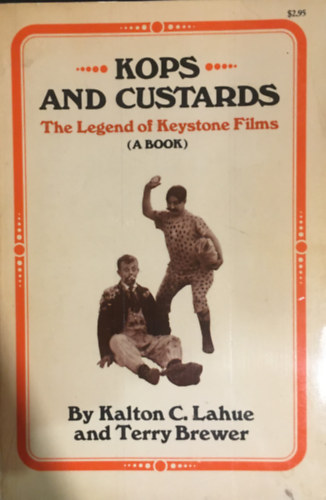 $2.95
KOPS
AND CUSTARDS
The Legend of Keystone Films
(A BOOK)
By Kalton C. Lahue
and Terry Brewer